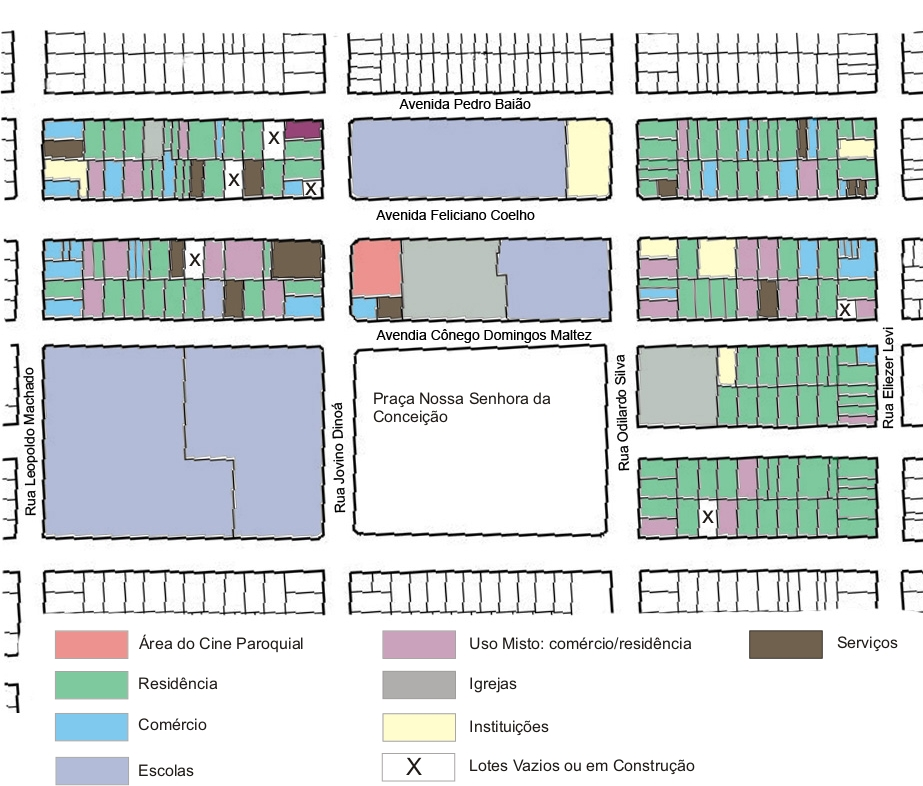 Avenida Pedro Baião
X
X
X
Avenida Feliciano Coelho
X
X
Avendia Cônego Domingos Maltez
Rua Leopoldo Machado
Rua Jovino Dinoá
Praça Nossa Senhora da
Conceição
Rua Odilardo Silva
Rua Eliezer Levi
X
Área do Cine Paroquial
Uso Misto: comércio/residência
Serviços
Residência
Igrejas
Comércio
Instituições
Escolas
X
Lotes Vazios ou em Construção